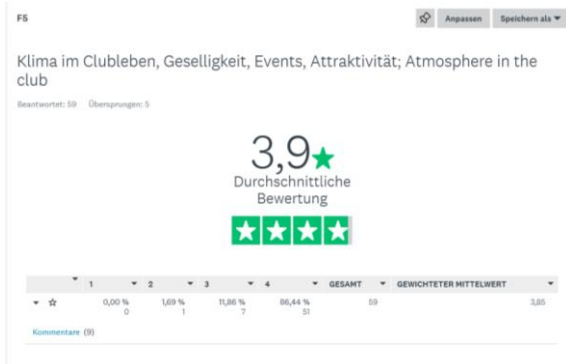 F5
Anpassen Speichern als
Klima im Clubleben, Geselligkeit, Events, Attraktivität; Atmosphere in the
club
Beantwortet: 59 Übersprungen: 5
3,9
Durchschnittliche
Bewertung
1 2 3 4 GESAMT GEWICHTETER MITTELWERT
0,00 % 1,69 % 11,86 % 86,44 % 59 3,85
0 1 7 51
Kommentare (9)